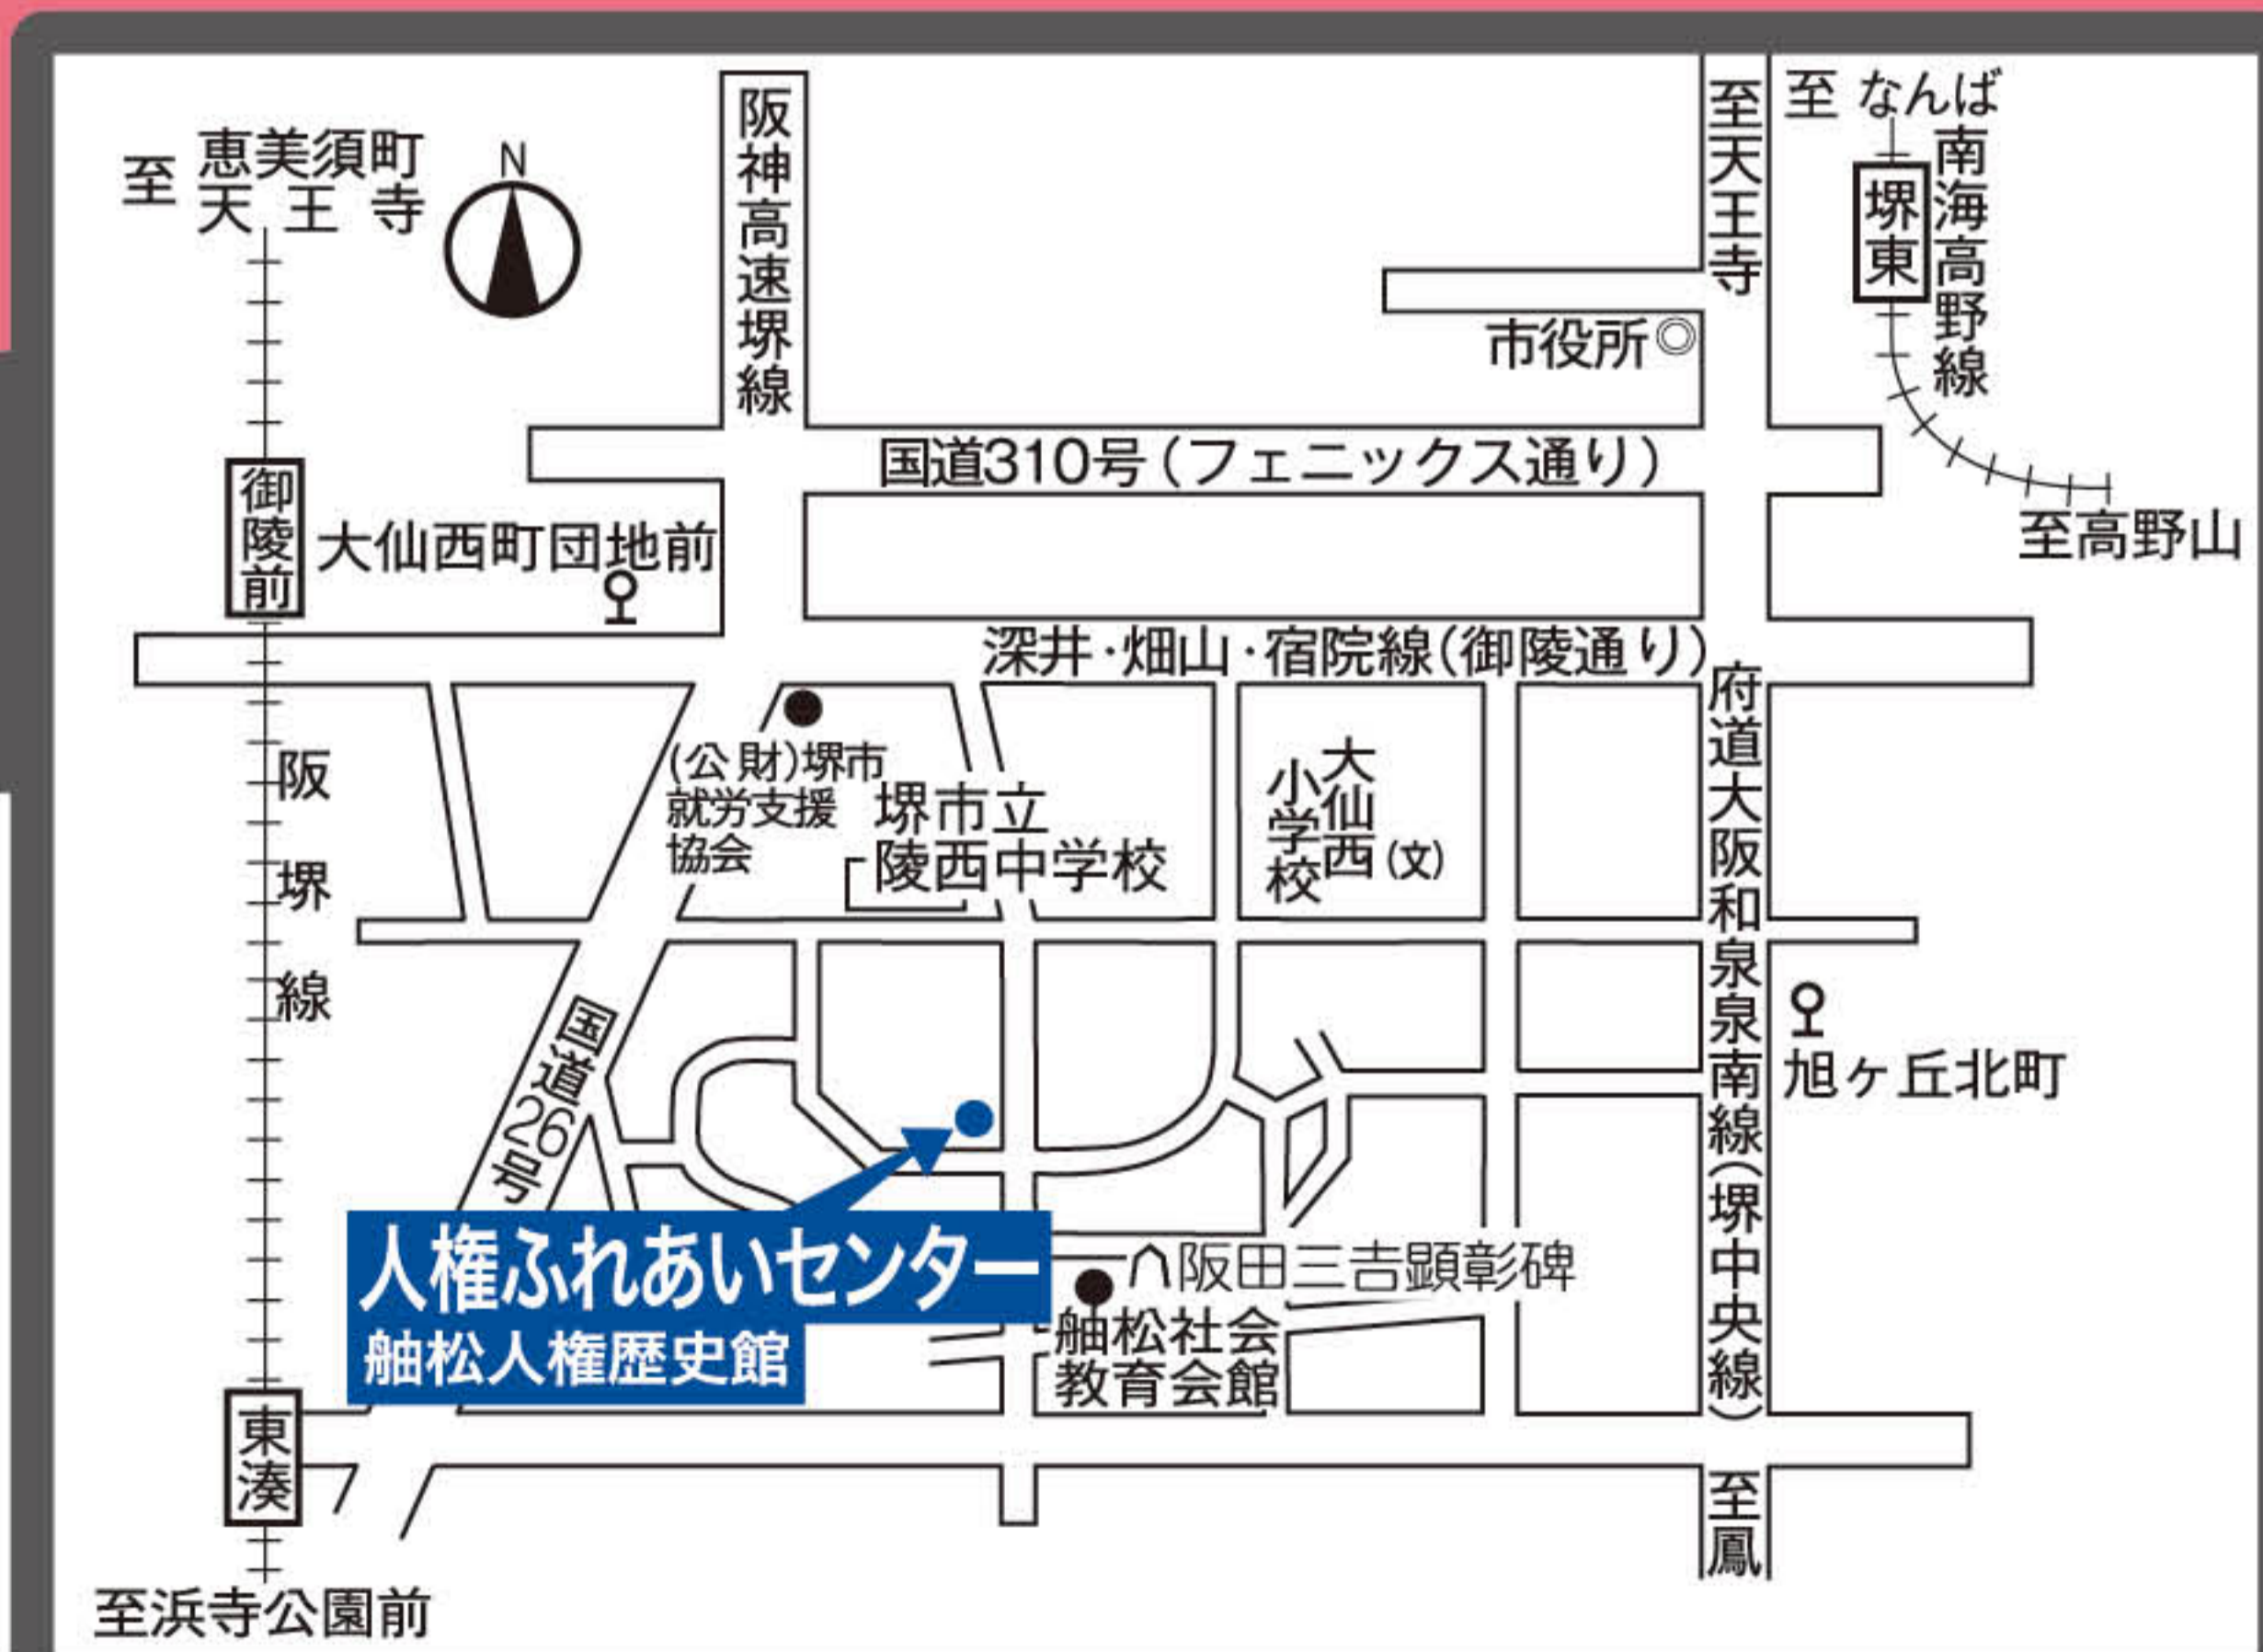 至 恵美須町
天王寺
N
阪神高速堺線
至天王寺
至 なんば
南海高野線
堺東
市役所
国道310号(フェニックス通り)
至高野山
御陵前
大仙西町団地前
深井・畑山・宿院線(御陵通り)
府道大阪和泉泉南線(堺中央線)
阪堺線
(公財)堺市
就労支援
協会
堺市立
陵西中学校
大仙西
小学校
(文)
国道26号
旭ヶ丘北町
人権ふれあいセンター
舳松人権歴史館
阪田三吉顕彰碑
舳松社会
教育会館
東湊
至鳳
至浜寺公園前